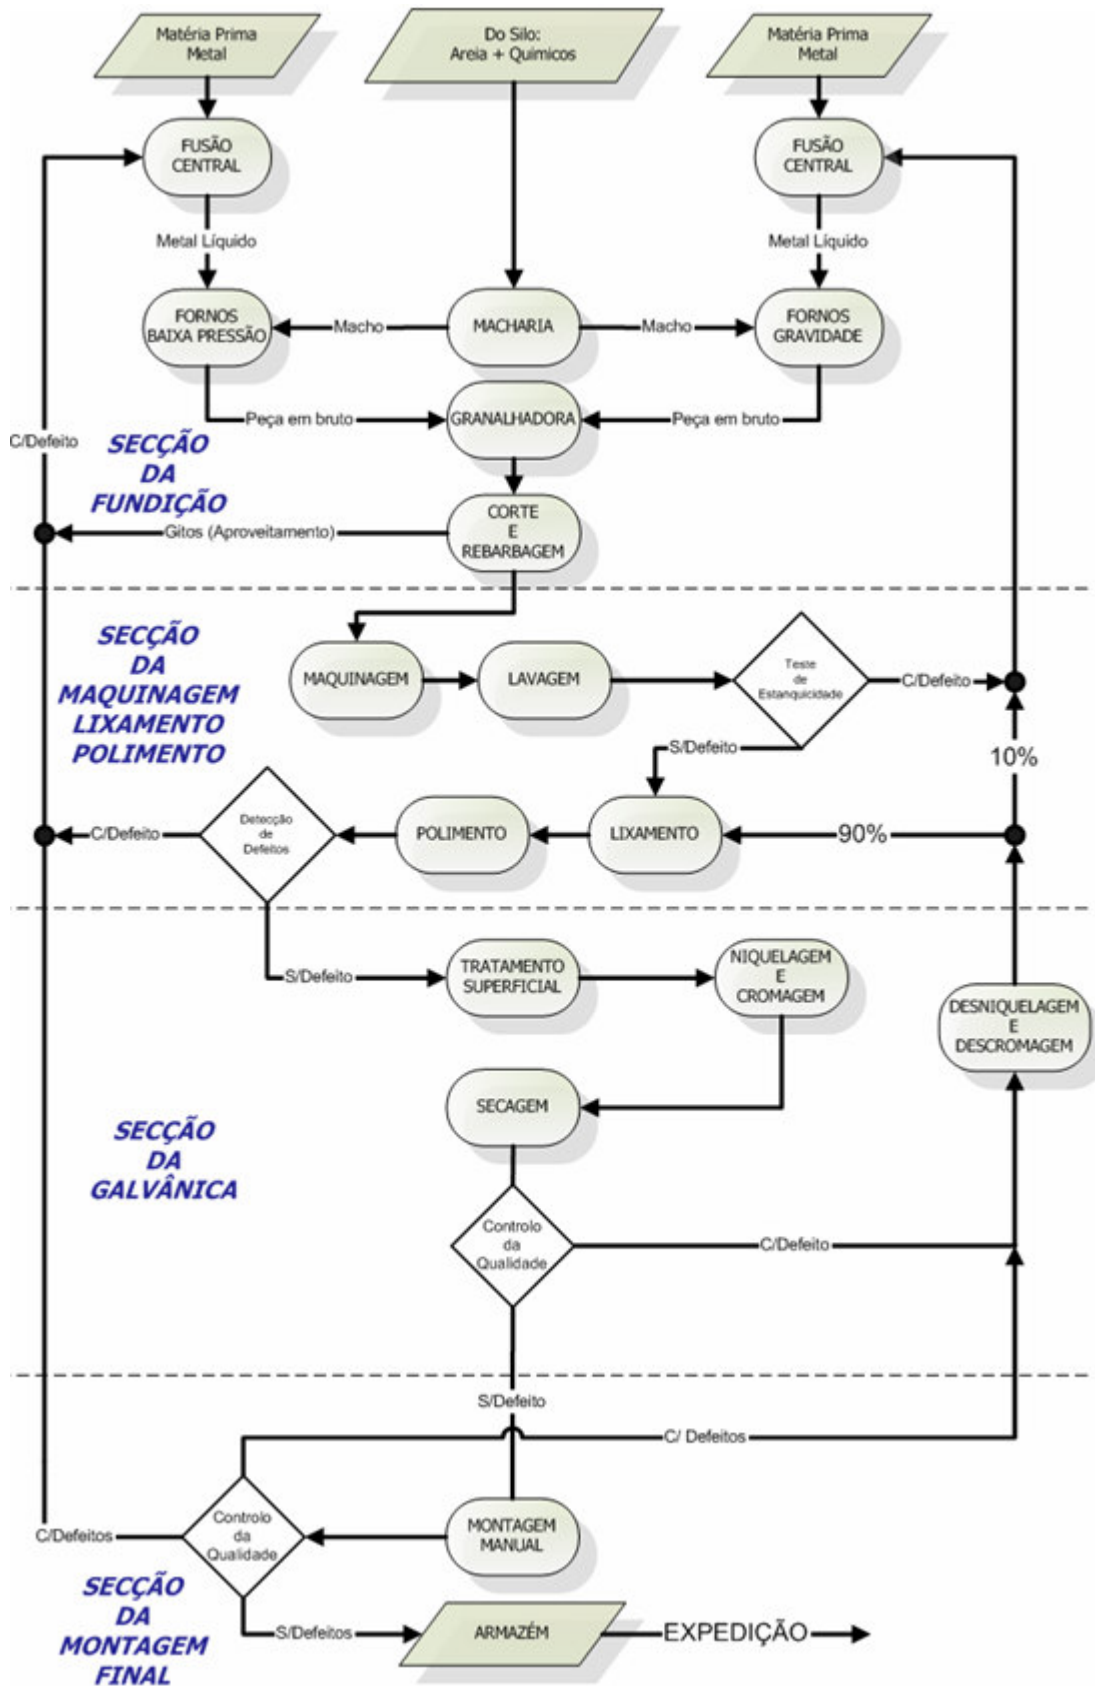 Matéria Prima
Metal
Do Silo:
Areia + Quimicos
Matéria Prima
Metal
FUSÃO
CENTRAL
FUSÃO
CENTRAL
Metal Líquido
Metal Líquido
FORNOS
BAIXA PRESSÃO
Macho
MACHARIA
Macho
FORNOS
GRAVIDADE
Peça em bruto
GRANALHADORA
Peça em bruto
C/Defeito
SECÇÃO
DA
FUNDIÇÃO
CORTE
E
REBARBAGEM
Gitos (Aproveitamento)
SECÇÃO
DA
MAQUINAGEM
LIXAMENTO
POLIMENTO
MAQUINAGEM
LAVAGEM
Teste
de
Estanquicidade
C/Defeito
S/Defeito
10%
C/Defeito
Detecção
de
Defeitos
POLIMENTO
LIXAMENTO
90%
S/Defeito
TRATAMENTO
SUPERFICIAL
NIQUELAGEM
E
CROMAGEM
DESNIQUELAGEM
E
DESCROMAGEM
SECAGEM
SECÇÃO
DA
GALVÂNICA
Controlo
da
Qualidade
C/Defeito
S/Defeito
C/ Defeitos
C/Defeitos
Controlo
da
Qualidade
MONTAGEM
MANUAL
SECÇÃO
DA
MONTAGEM
FINAL
S/Defeitos
ARMAZÉM
EXPEDIÇÃO